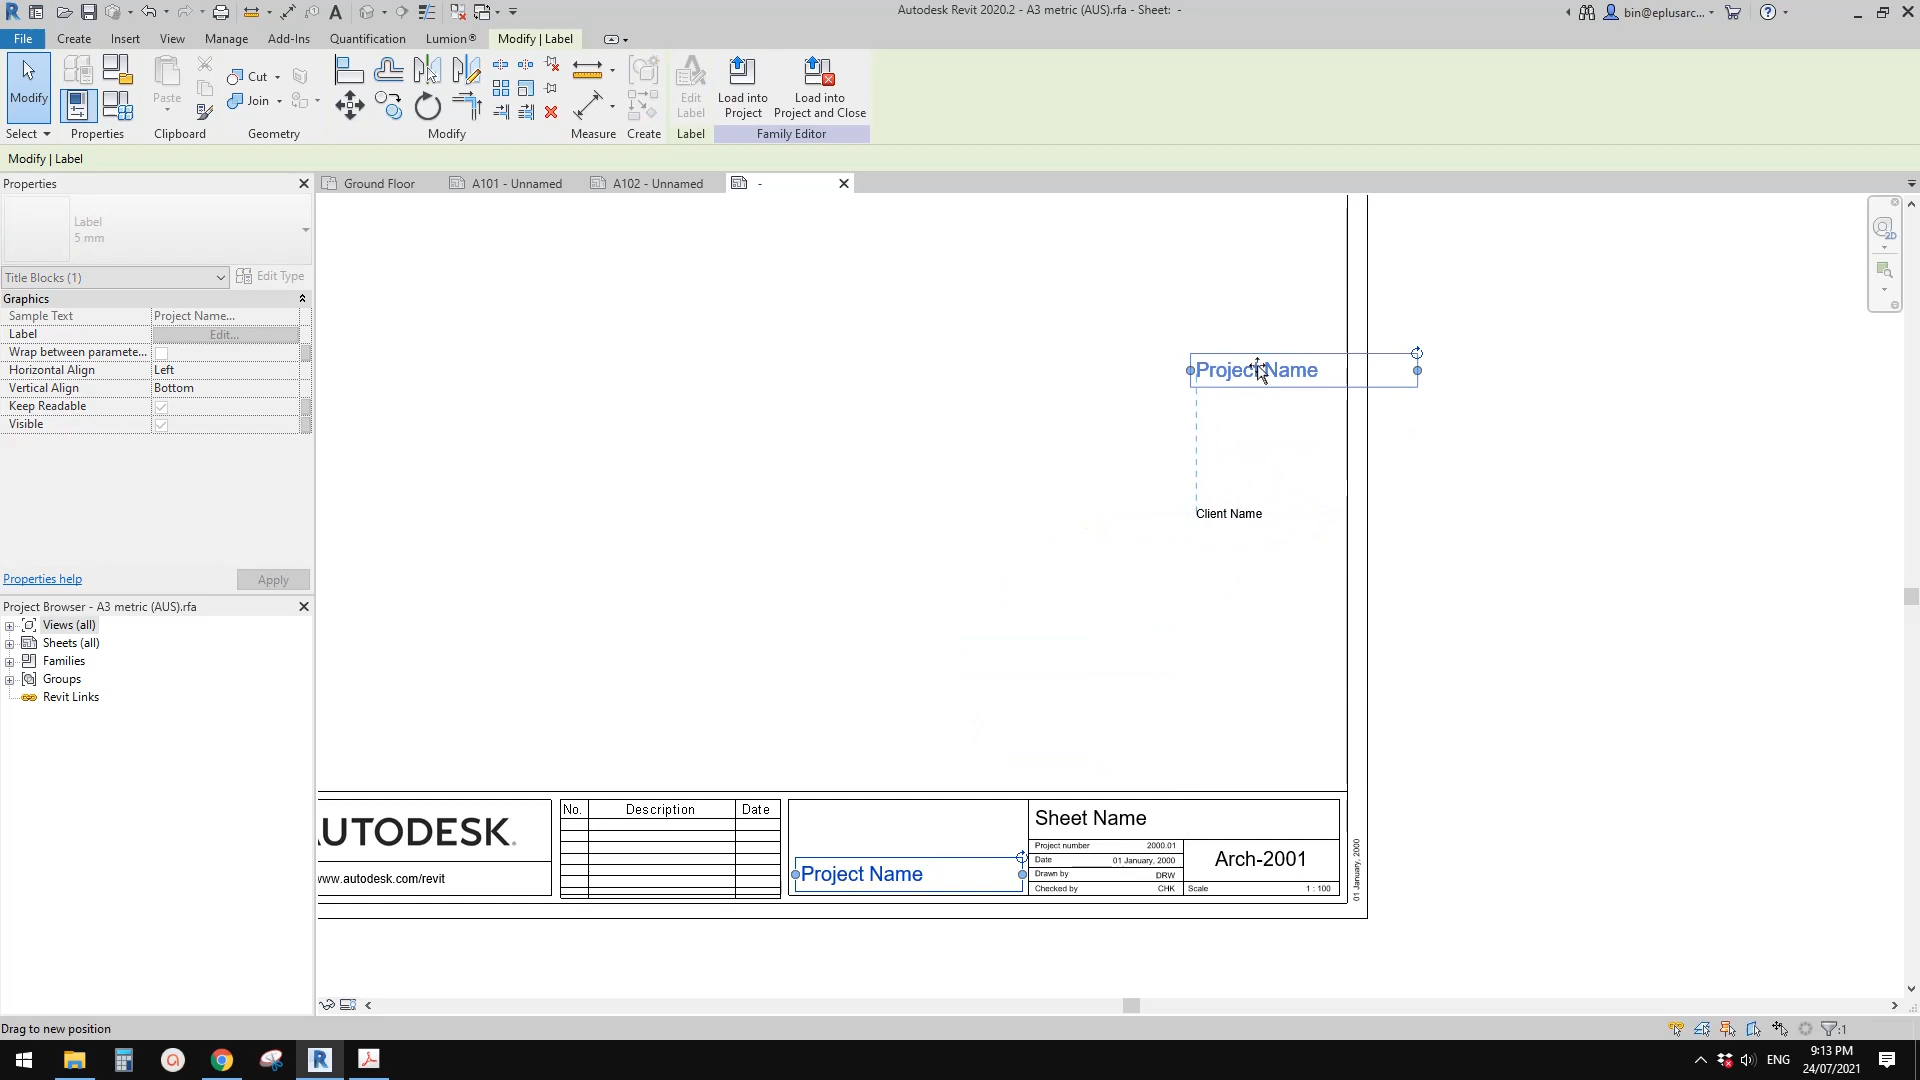 Autodesk Revit 2020.2 - A3 metric (AUS).rfa - Sheet: -
bin@eplusarc...
File Create Insert View Manage Add-Ins Quantification Lumion® Modify | Label
Modify
Paste
Cut
Join
Edit Label
Load into Project
Load into Project and Close
Select Properties Clipboard Geometry Modify Measure Create Label Family Editor
Modify | Label
Properties
Ground Floor
A101 - Unnamed
A102 - Unnamed
-
Label
5 mm
Title Blocks (1)
Edit Type
Graphics
Sample Text Project Name...
Label Edit...
Wrap between paramete...
Horizontal Align Left
Vertical Align Bottom
Keep Readable
Visible
Properties help
Apply
Project Browser - A3 metric (AUS).rfa
Views (all)
Sheets (all)
Families
Groups
Revit Links
Project Name
Client Name
AUTODESK.
www.autodesk.com/revit
No. Description Date
Project Name
Sheet Name
Project number 2000.01
Date 01 January, 2000
Drawn by DRW
Checked by CHK
Arch-2001
Scale 1 : 100
01 January, 2000
Drag to new position
:1
ENG
9:13 PM
24/07/2021